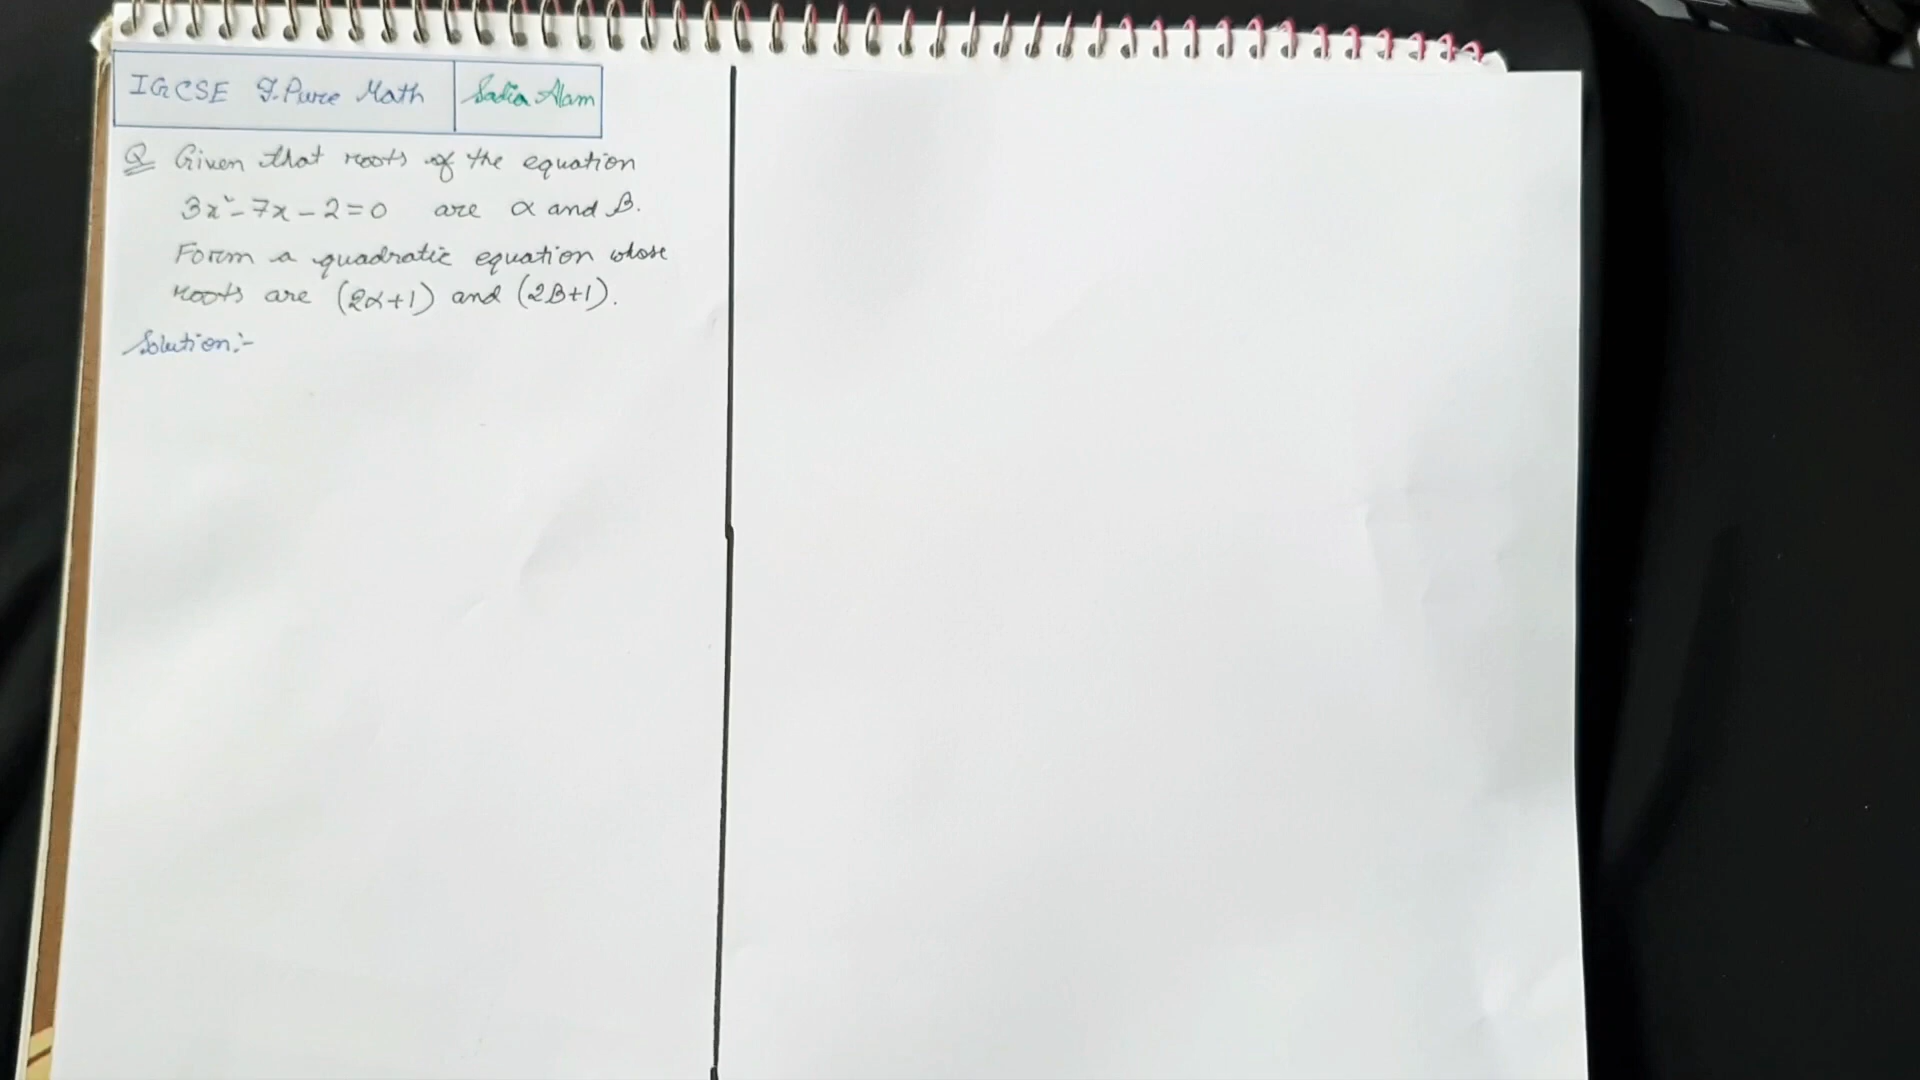 IGCSE F.Pure Math
Sadia Alam
Q Given that roots of the equation
3x²-7x-2=0 are α and β.
Form a quadratic equation whose
roots are (2α+1) and (2β+1).
Solution:-